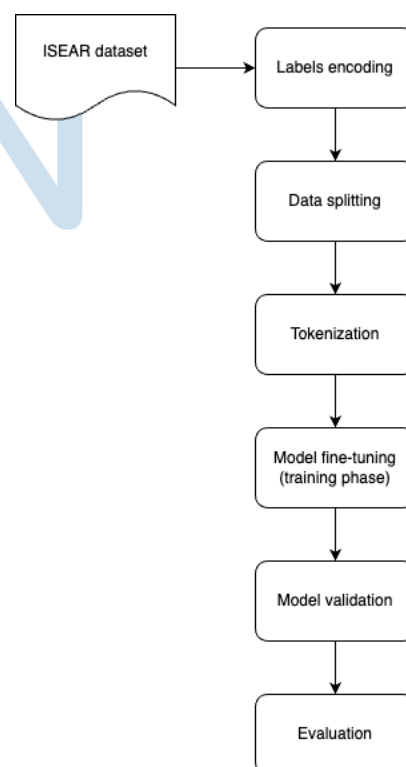 ISEAR dataset
Labels encoding
Data splitting
Tokenization
Model fine-tuning
(training phase)
Model validation
Evaluation